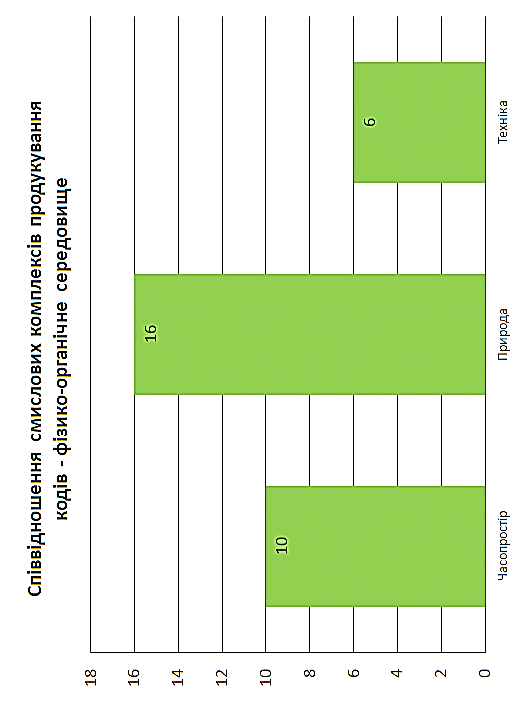 Співвідношення смислових комплексів продукування
кодів - фізико-органічне середовище
18
16
14
12
10
8
6
4
2
0
10
16
6
Часопростір
Природа
Техніка